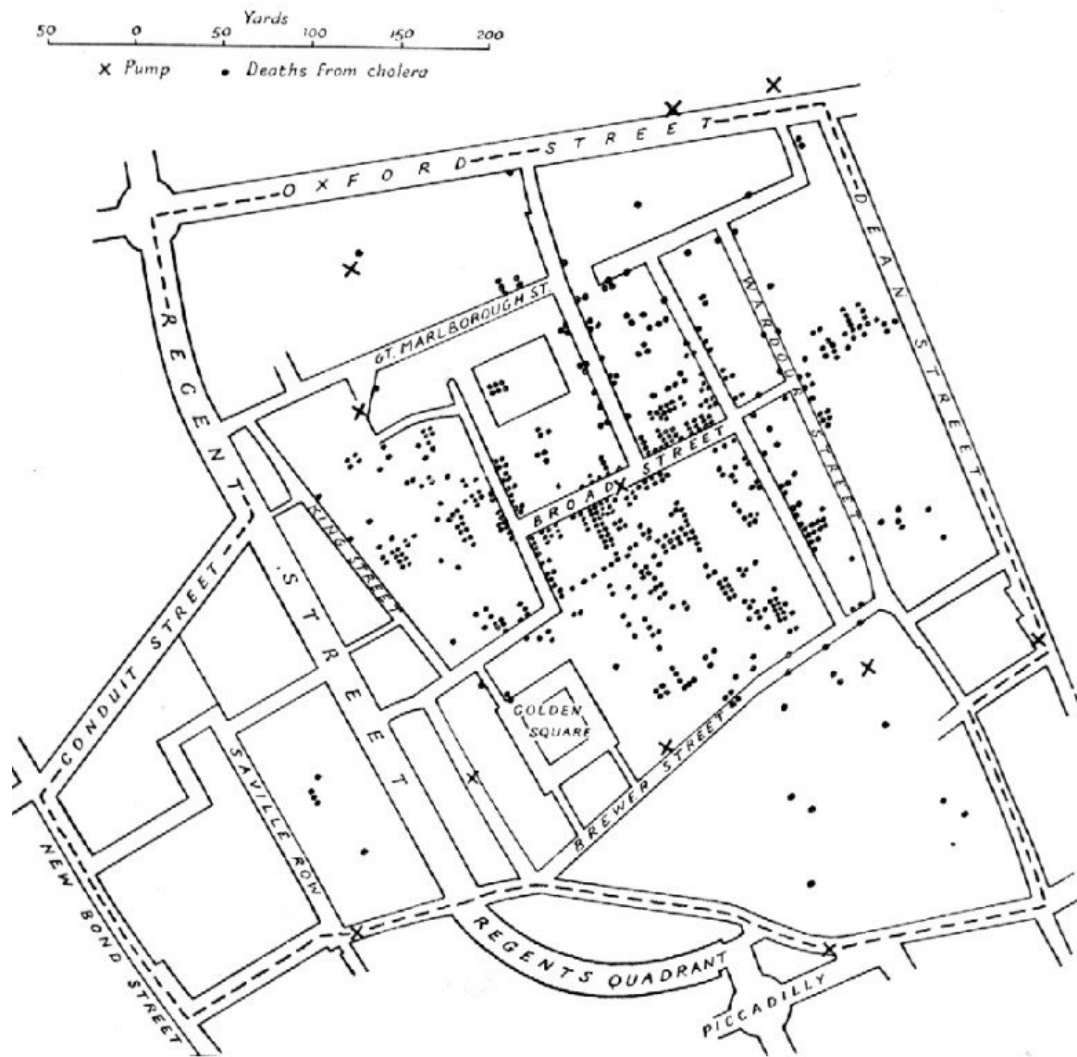 Yards
50 0 50 100 150 200
× Pump • Deaths from cholera
OXFORD STREET
REGENT STREET
GT. MARLBOROUGH ST.
WARDOUR STREET
DEAN STREET
BROAD STREET
KING STREET
CONDUIT STREET
GOLDEN
SQUARE
SAVILLE ROW
BREWER STREET
NEW BOND STREET
REGENTS QUADRANT
PICCADILLY